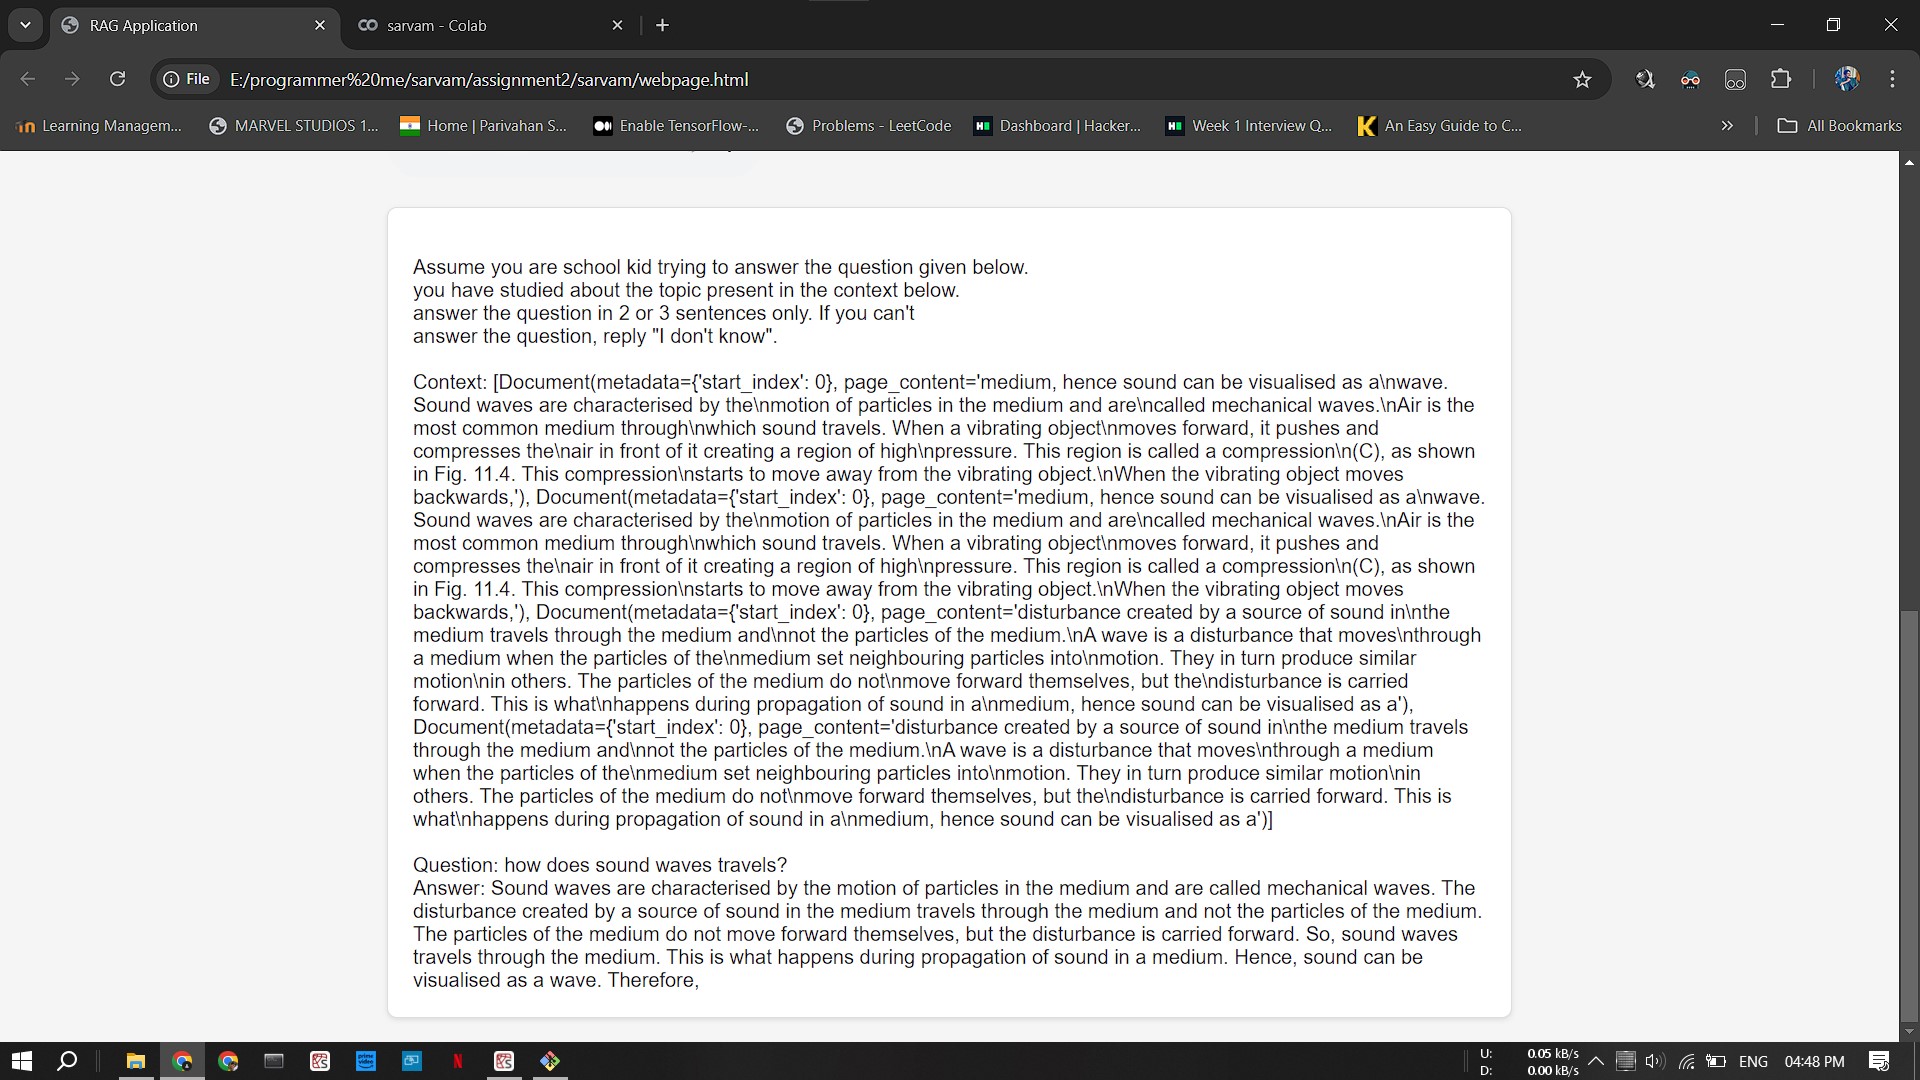 RAG Application
sarvam - Colab
File
E:/programmer%20me/sarvam/assignment2/sarvam/webpage.html
Learning Managem...
MARVEL STUDIOS 1...
Home | Parivahan S...
Enable TensorFlow-...
Problems - LeetCode
Dashboard | Hacker...
Week 1 Interview Q...
An Easy Guide to C...
All Bookmarks
Assume you are school kid trying to answer the question given below.
you have studied about the topic present in the context below.
answer the question in 2 or 3 sentences only. If you can't
answer the question, reply "I don't know".
Context: [Document(metadata={'start_index': 0}, page_content='medium, hence sound can be visualised as a\nwave.
Sound waves are characterised by the\nmotion of particles in the medium and are\ncalled mechanical waves.\nAir is the
most common medium through\nwhich sound travels. When a vibrating object\nmoves forward, it pushes and
compresses the\nair in front of it creating a region of high\npressure. This region is called a compression\n(C), as shown
in Fig. 11.4. This compression\nstarts to move away from the vibrating object.\nWhen the vibrating object moves
backwards,'), Document(metadata={'start_index': 0}, page_content='medium, hence sound can be visualised as a\nwave.
Sound waves are characterised by the\nmotion of particles in the medium and are\ncalled mechanical waves.\nAir is the
most common medium through\nwhich sound travels. When a vibrating object\nmoves forward, it pushes and
compresses the\nair in front of it creating a region of high\npressure. This region is called a compression\n(C), as shown
in Fig. 11.4. This compression\nstarts to move away from the vibrating object.\nWhen the vibrating object moves
backwards,'), Document(metadata={'start_index': 0}, page_content='disturbance created by a source of sound in\nthe
medium travels through the medium and\nnot the particles of the medium.\nA wave is a disturbance that moves\nthrough
a medium when the particles of the\nmedium set neighbouring particles into\nmotion. They in turn produce similar
motion\nin others. The particles of the medium do not\nmove forward themselves, but the\ndisturbance is carried
forward. This is what\nhappens during propagation of sound in a\nmedium, hence sound can be visualised as a'),
Document(metadata={'start_index': 0}, page_content='disturbance created by a source of sound in\nthe medium travels
through the medium and\nnot the particles of the medium.\nA wave is a disturbance that moves\nthrough a medium
when the particles of the\nmedium set neighbouring particles into\nmotion. They in turn produce similar motion\nin
others. The particles of the medium do not\nmove forward themselves, but the\ndisturbance is carried forward. This is
what\nhappens during propagation of sound in a\nmedium, hence sound can be visualised as a')]
Question: how does sound waves travels?
Answer: Sound waves are characterised by the motion of particles in the medium and are called mechanical waves. The
disturbance created by a source of sound in the medium travels through the medium and not the particles of the medium.
The particles of the medium do not move forward themselves, but the disturbance is carried forward. So, sound waves
travels through the medium. This is what happens during propagation of sound in a medium. Hence, sound can be
visualised as a wave. Therefore,
U: 0.05 kB/s
D: 0.00 kB/s
ENG
04:48 PM